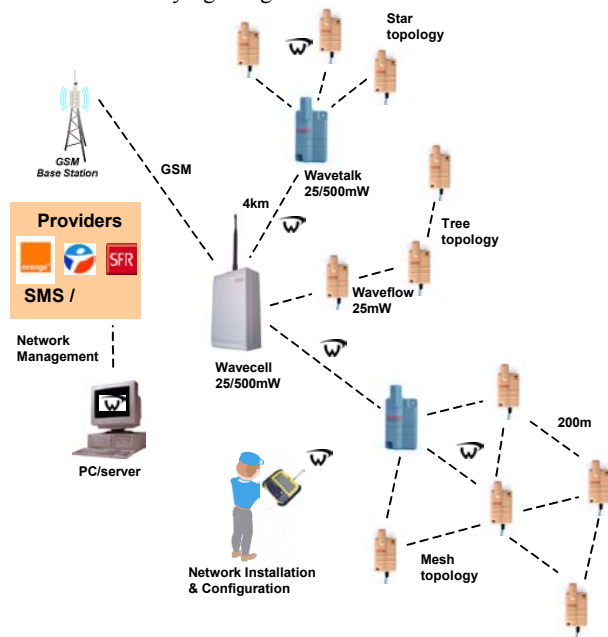 Star
topology
GSM
Base Station
GSM
Wavetalk
25/500mW
4km
Providers
orange
SFR
SMS /
Tree
topology
Waveflow
25mW
Network
Management
Wavecell
25/500mW
PC/server
200m
Mesh
topology
Network Installation
& Configuration